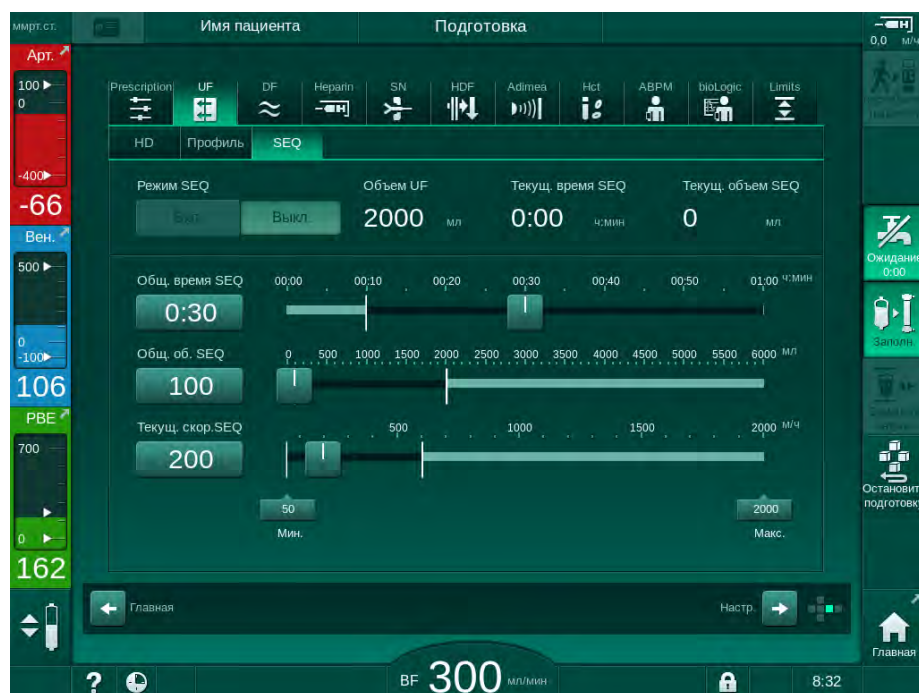 ммрт.ст. Имя пациента Подготовка
0,0 м/ч
Арт.
100
0
-400
-66
Вен.
500
0
-100
106
PBE
700
0
162
Prescription UF DF Heparin SN HDF Adimea Hct ABPM bioLogic Limits
HD Профиль SEQ
Режим SEQ Объем UF Текущ. время SEQ Текущ. объем SEQ
Вкл. Выкл. 2000 мл 0:00 ч:мин 0 мл
Общ. время SEQ 00:00 00:10 00:20 00:30 00:40 00:50 01:00 ч:мин
0:30
Общ. об. SEQ 0 500 1000 1500 2000 2500 3000 3500 4000 4500 5000 5500 6000 мл
100
Текущ. скор.SEQ 500 1000 1500 2000 м/ч
200
50 2000
Мин. Макс.
Ожидание
0:00
Заполн.
Остановит
подготовку
Главная Настр.
Главная
? BF 300 мл/мин 8:32